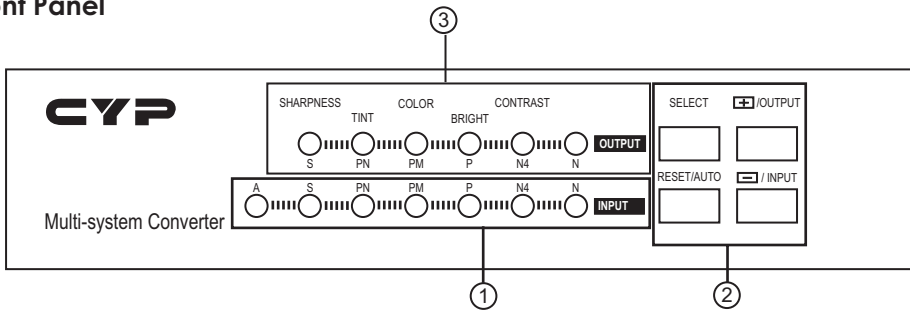 nt Panel
3
SHARPNESS COLOR CONTRAST
TINT BRIGHT
SELECT + /OUTPUT
CYP
OUTPUT
S PN PM P N4 N
RESET/AUTO - / INPUT
A S PN PM P N4 N
INPUT
Multi-system Converter
1 2